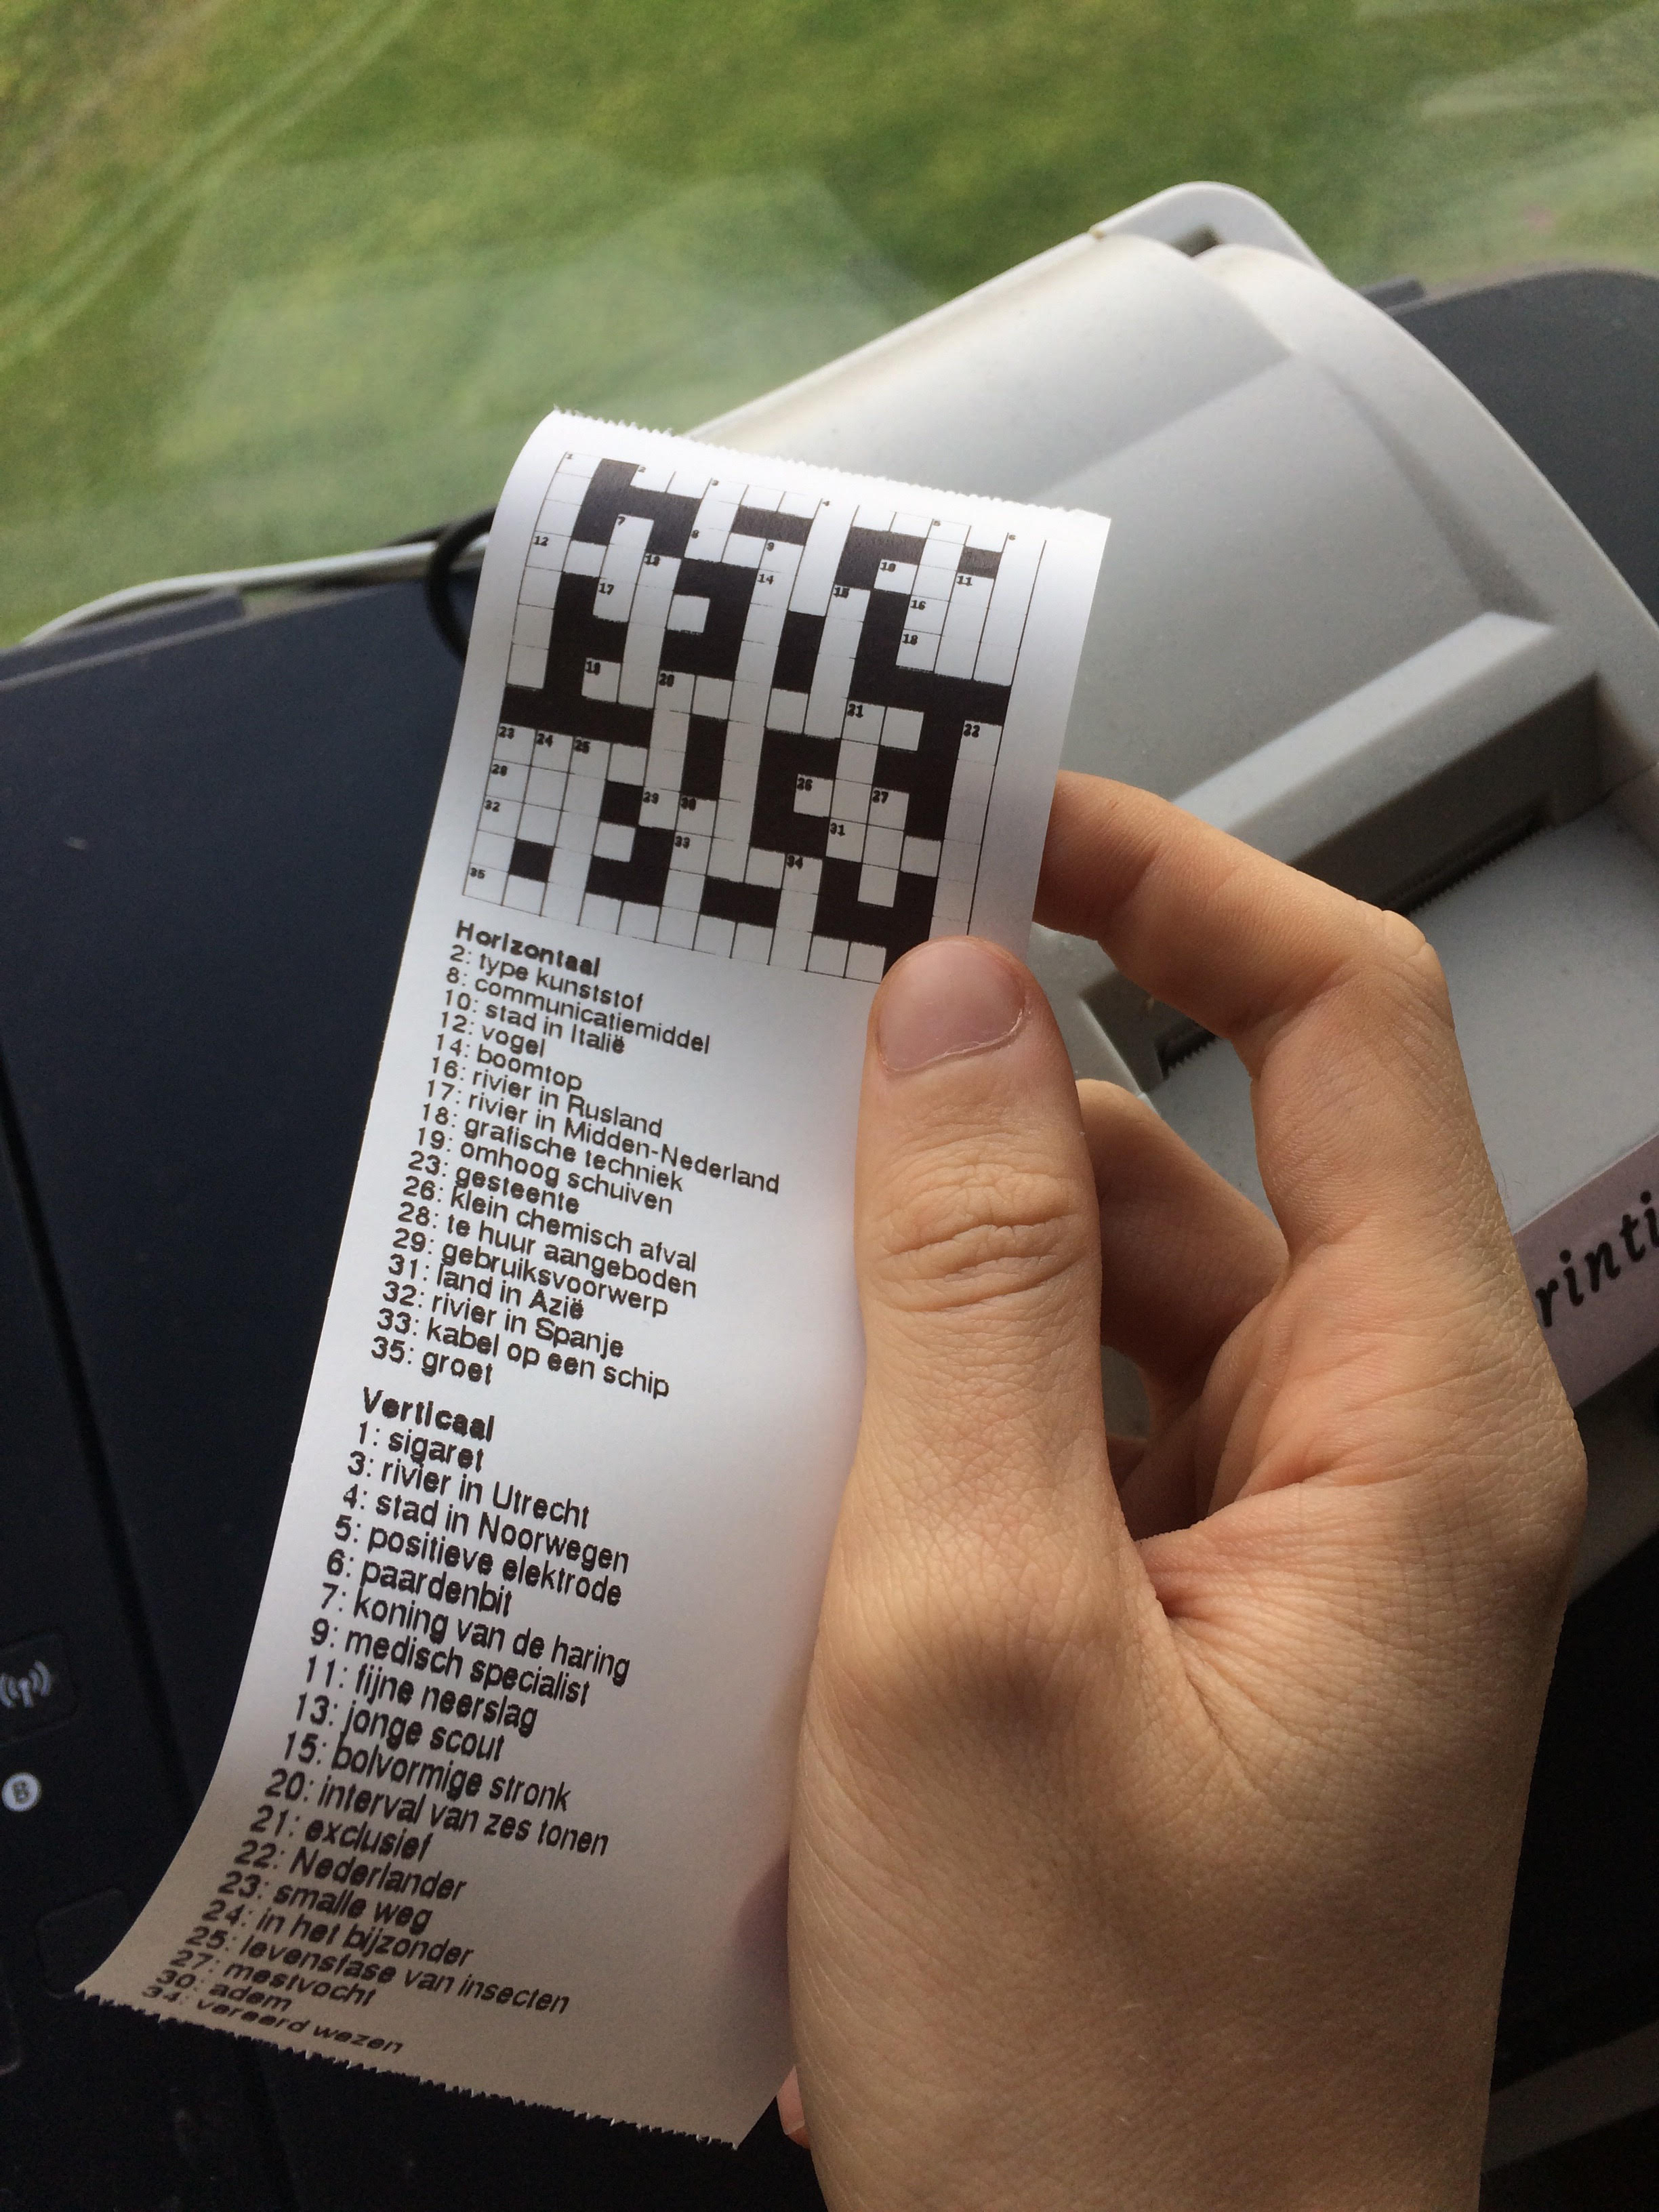 1 2 3 4 5 6
7 8 9 10 11
12 13 14 15 16
17 18
19 20 21 22
23 24 25
26 27
28 29 30 31
32 33 34
35
Horizontaal
2: type kunststof
8: communicatiemiddel
10: stad in Italië
12: vogel
14: boomtop
16: rivier in Rusland
17: rivier in Midden-Nederland
18: grafische techniek
19: omhoog schuiven
23: gesteente
26: klein chemisch afval
28: te huur aangeboden
29: gebruiksvoorwerp
31: land in Azië
32: rivier in Spanje
33: kabel op een schip
35: groet
Verticaal
1: sigaret
3: rivier in Utrecht
4: stad in Noorwegen
5: positieve elektrode
6: paardenbit
7: koning van de haring
9: medisch specialist
11: fijne neerslag
13: jonge scout
15: bolvormige stronk
20: interval van zes tonen
21: exclusief
22: Nederlander
23: smalle weg
24: in het bijzonder
25: levensfase van insecten
27: mestvocht
30: adem
34: vereerd wezen
rinti
B